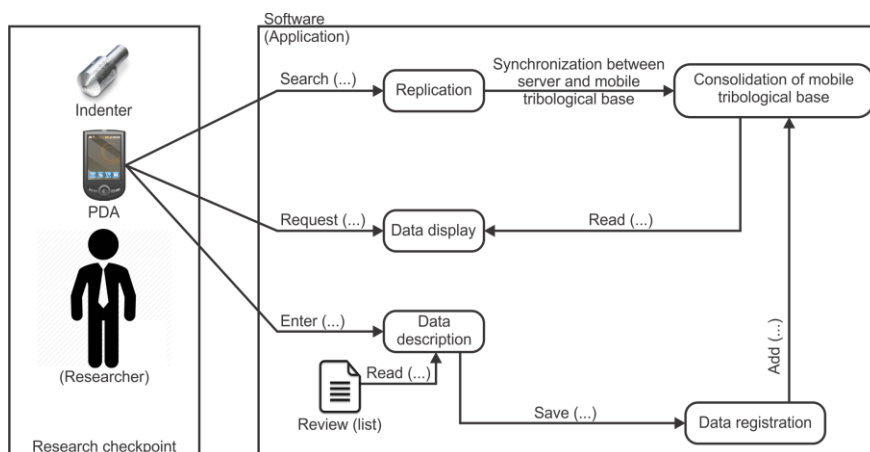 Indenter
PDA
(Researcher)
Research checkpoint
Software
(Application)
Search (...)
Replication
Synchronization between
server and mobile
tribological base
Consolidation of mobile
tribological base
Request (...)
Data display
Read (...)
Enter (...)
Data
description
Read (...)
Review (list)
Save (...)
Data registration
Add (...)